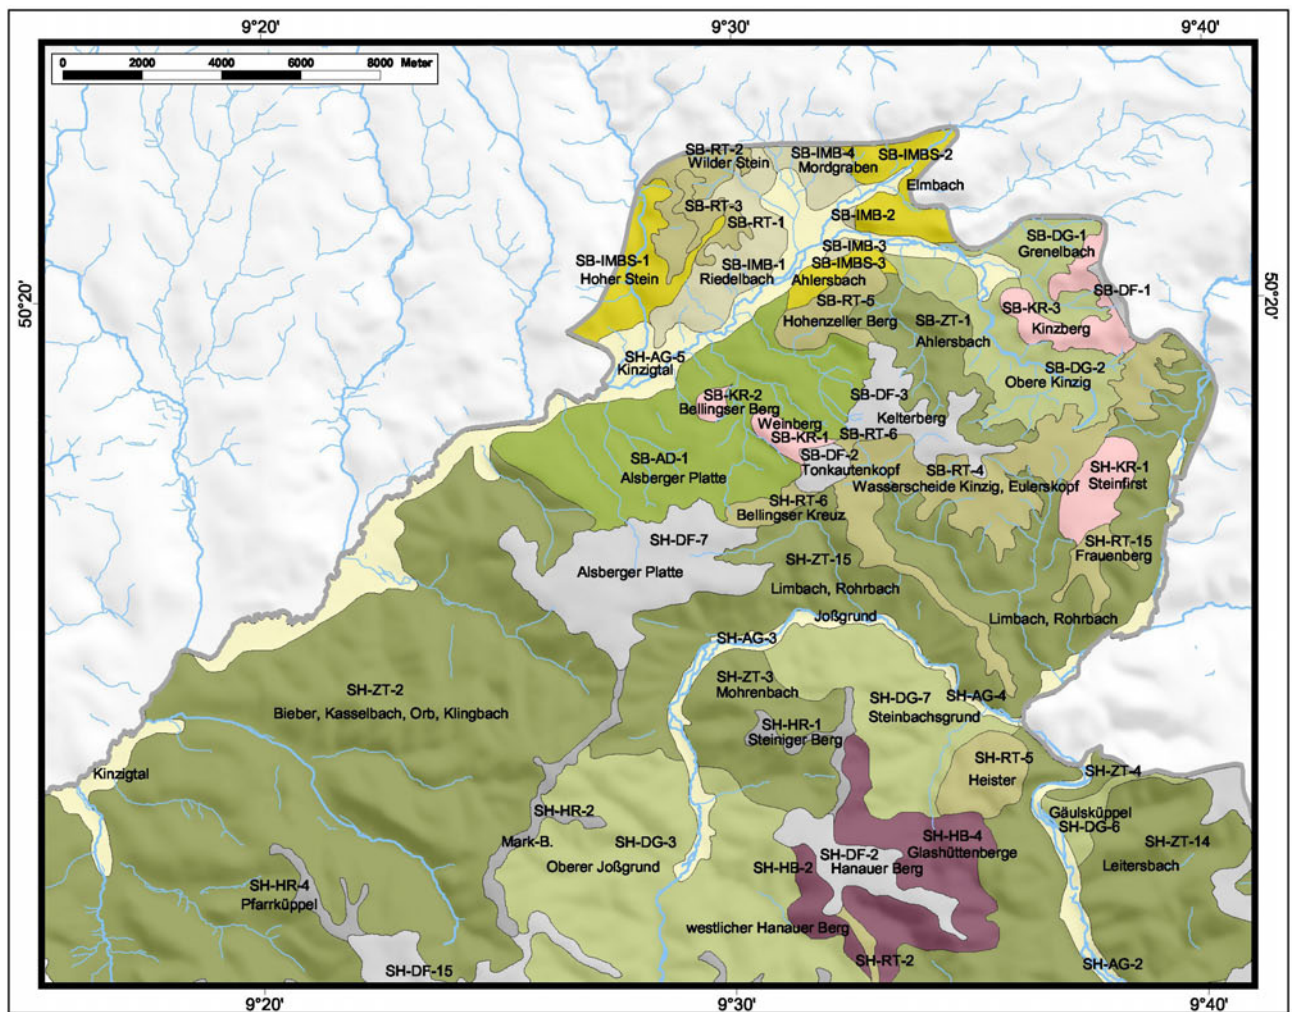 9°20'
9°30'
9°40'
0 2000 4000 6000 8000 Meter
SB-RT-2
Wilder Stein
SB-IMB-4
Mordgraben
SB-IMBS-2
Elmbach
SB-RT-3
SB-RT-1
SB-IMB-2
SB-DG-1
Grenelbach
SB-IMB-3
SB-IMBS-1
Hoher Stein
SB-IMB-1
Riedelbach
SB-IMBS-3
Ahlersbach
SB-DF-1
50°20'
50°20'
SB-RT-5
Hohenzeller Berg
SB-KR-3
Kinzberg
SB-ZT-1
Ahlersbach
SH-AG-5
Kinzigtal
SB-DG-2
Obere Kinzig
SB-KR-2
Bellingser Berg
SB-DF-3
Kelterberg
Weinberg
SB-KR-1
SB-RT-6
SB-AD-1
Alsberger Platte
SB-DF-2
Tonkautenkopf
SB-RT-4
Wasserscheide Kinzig, Eulerskopf
SH-KR-1
Steinfirst
SH-RT-6
Bellingser Kreuz
SH-DF-7
Alsberger Platte
SH-RT-15
Frauenberg
SH-ZT-15
Limbach, Rohrbach
Joßgrund
Limbach, Rohrbach
SH-AG-3
SH-ZT-3
Mohrenbach
SH-ZT-2
Bieber, Kasselbach, Orb, Klingbach
SH-DG-7
Steinbachsgrund
SH-AG-4
SH-HR-1
Steiniger Berg
SH-RT-5
Heister
Kinzigtal
SH-ZT-4
SH-HR-2
Mark-B.
Gäulsküppel
SH-DG-6
SH-DG-3
Oberer Joßgrund
SH-HB-4
Glashüttenberge
SH-ZT-14
Leitersbach
SH-HB-2
SH-DF-2
Hanauer Berg
SH-HR-4
Pfarrküppel
westlicher Hanauer Berg
SH-RT-2
SH-DF-15
SH-AG-2
9°20'
9°30'
9°40'